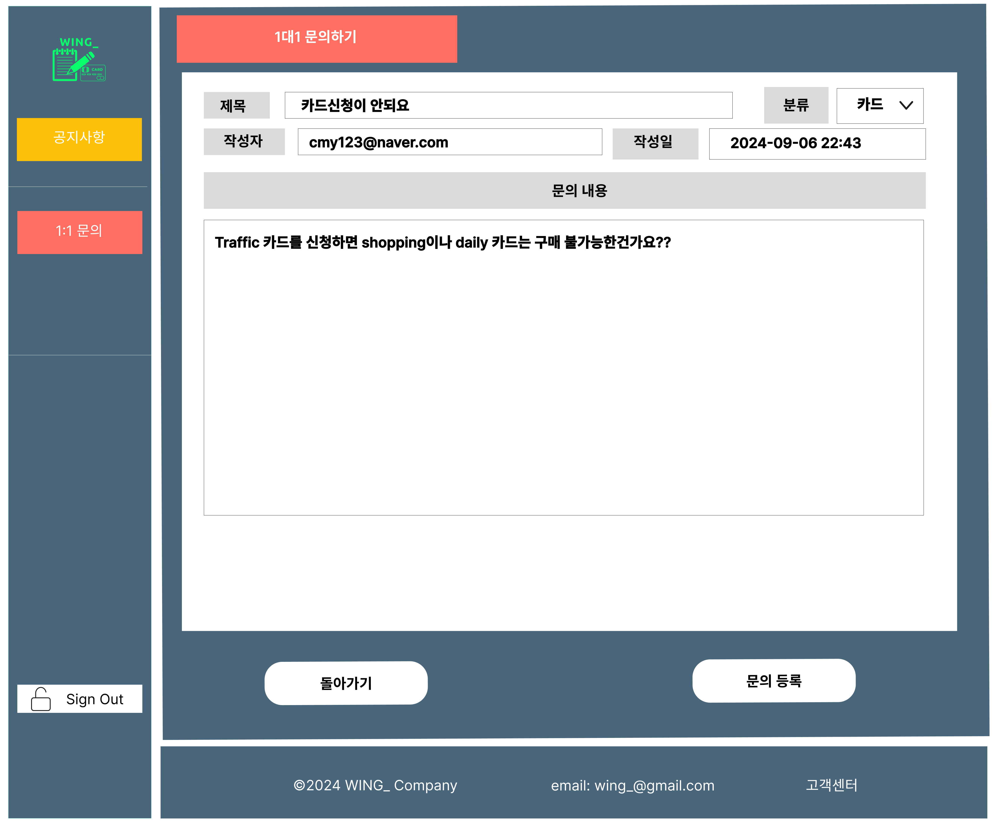 WING_
CARD
공지사항
1:1 문의
Sign Out
1대1 문의하기
제목
카드신청이 안되요
분류
카드
작성자
cmy123@naver.com
작성일
2024-09-06 22:43
문의 내용
Traffic 카드를 신청하면 shopping이나 daily 카드는 구매 불가능한건가요??
돌아가기
문의 등록
©2024 WING_ Company
email: wing_@gmail.com
고객센터